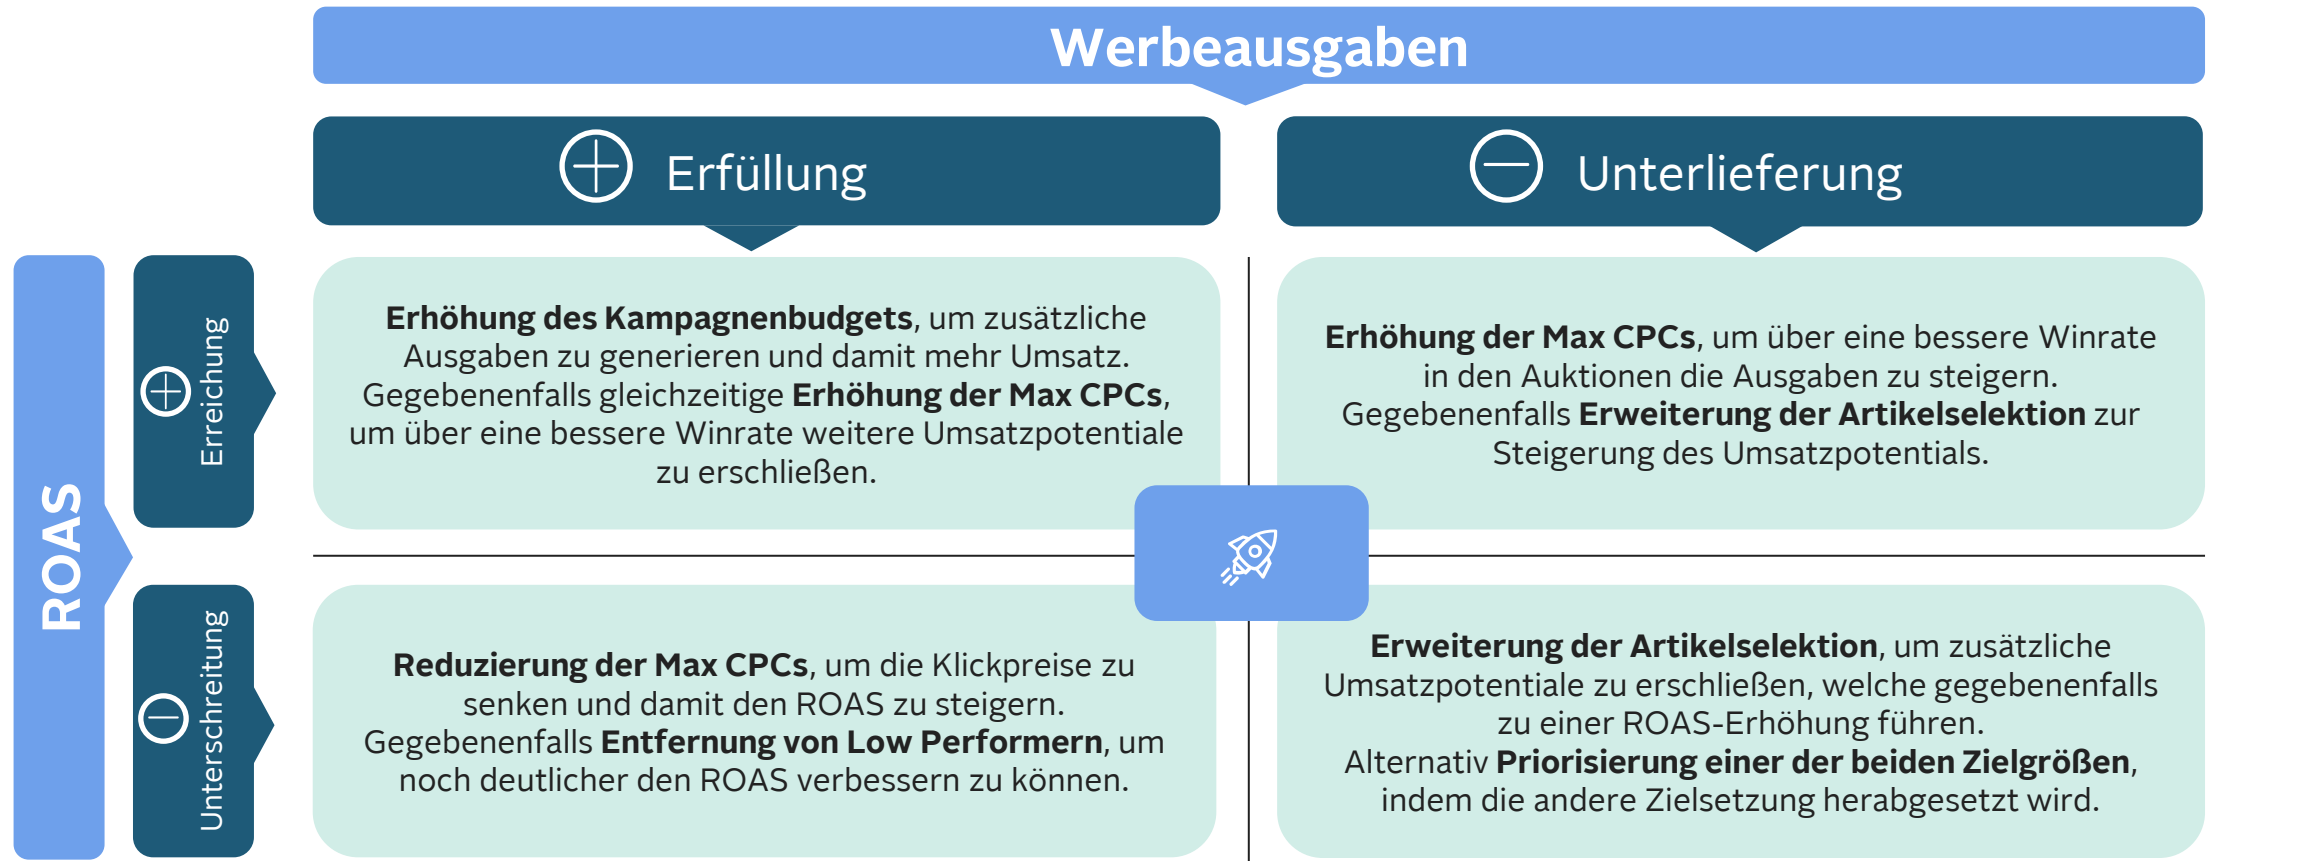 Werbeausgaben
Erfüllung
Unterlieferung
ROAS
Erreichung
Erhöhung des Kampagnenbudgets, um zusätzliche
Ausgaben zu generieren und damit mehr Umsatz.
Gegebenenfalls gleichzeitige Erhöhung der Max CPCs,
um über eine bessere Winrate weitere Umsatzpotentiale
zu erschließen.
Erhöhung der Max CPCs, um über eine bessere Winrate
in den Auktionen die Ausgaben zu steigern.
Gegebenenfalls Erweiterung der Artikelselektion zur
Steigerung des Umsatzpotentials.
Unterschreitung
Reduzierung der Max CPCs, um die Klickpreise zu
senken und damit den ROAS zu steigern.
Gegebenenfalls Entfernung von Low Performern, um
noch deutlicher den ROAS verbessern zu können.
Erweiterung der Artikelselektion, um zusätzliche
Umsatzpotentiale zu erschließen, welche gegebenenfalls
zu einer ROAS-Erhöhung führen.
Alternativ Priorisierung einer der beiden Zielgrößen,
indem die andere Zielsetzung herabgesetzt wird.